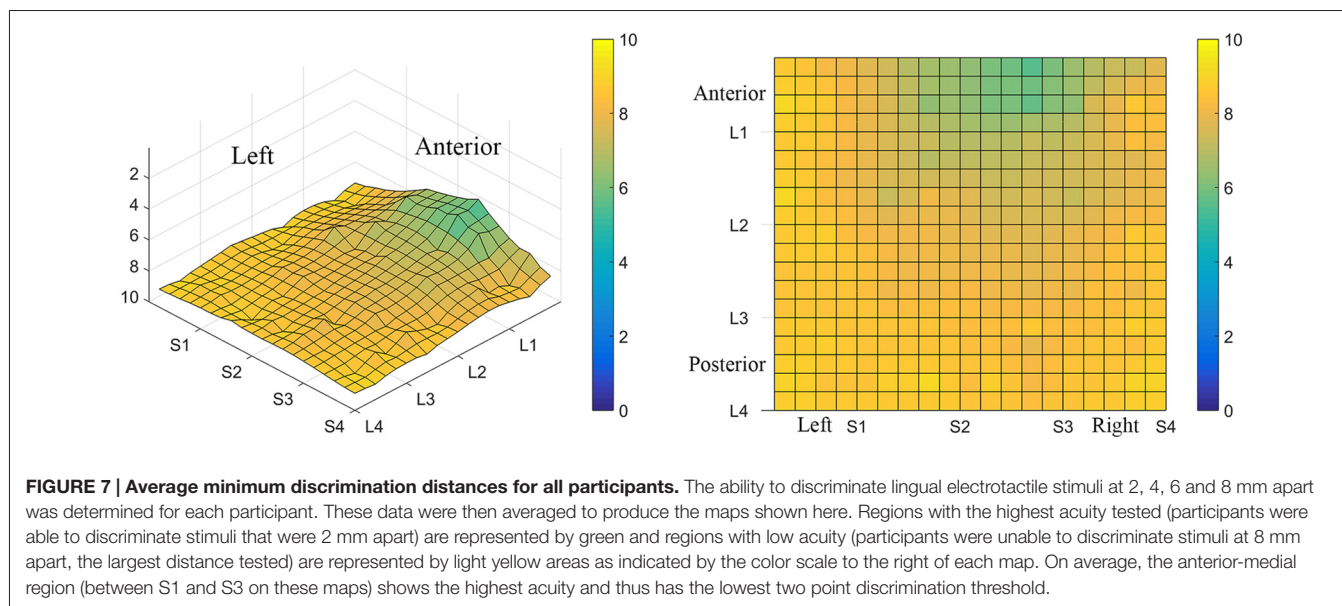 Left
Anterior
2
4
6
8
10
S1
S2
S3
S4
L4
L3
L2
L1
10
8
6
4
2
0
Anterior
L1
L2
L3
Posterior
L4
Left S1 S2 S3 Right S4
10
8
6
4
2
0
FIGURE 7 | Average minimum discrimination distances for all participants. The ability to discriminate lingual electrotactile stimuli at 2, 4, 6 and 8 mm apart
was determined for each participant. These data were then averaged to produce the maps shown here. Regions with the highest acuity tested (participants were
able to discriminate stimuli that were 2 mm apart) are represented by green and regions with low acuity (participants were unable to discriminate stimuli at 8 mm
apart, the largest distance tested) are represented by light yellow areas as indicated by the color scale to the right of each map. On average, the anterior-medial
region (between S1 and S3 on these maps) shows the highest acuity and thus has the lowest two point discrimination threshold.